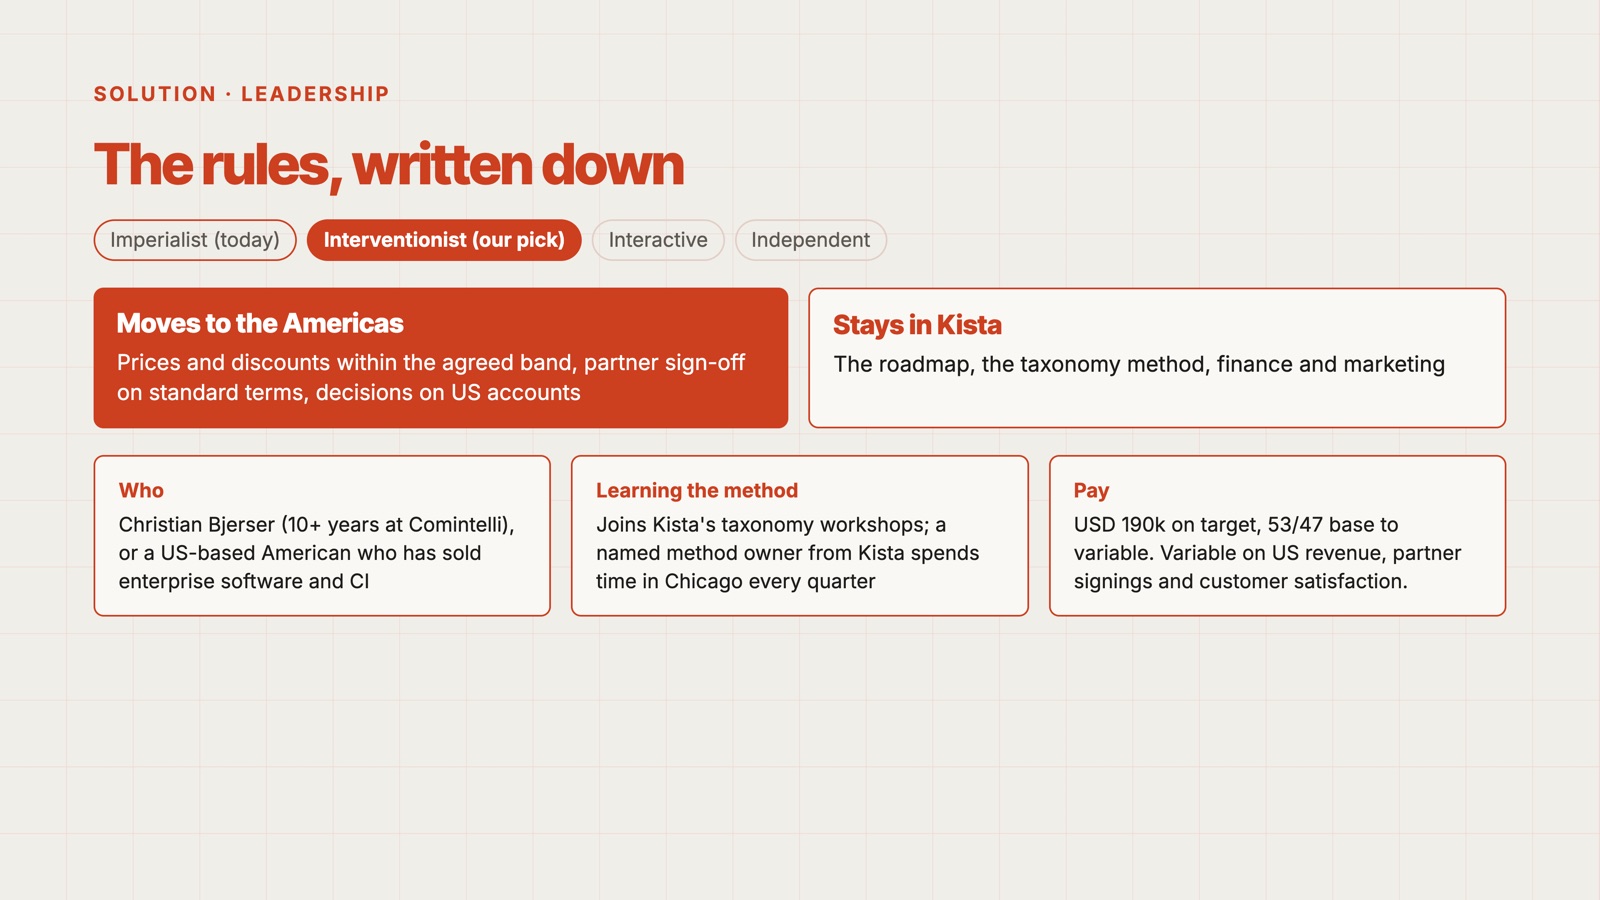 SOLUTION · LEADERSHIP
The rules, written down
Imperialist (today)
Interventionist (our pick)
Interactive
Independent
Moves to the Americas
Prices and discounts within the agreed band, partner sign-off
on standard terms, decisions on US accounts
Stays in Kista
The roadmap, the taxonomy method, finance and marketing
Who
Christian Bjerser (10+ years at Comintelli),
or a US-based American who has sold
enterprise software and CI
Learning the method
Joins Kista's taxonomy workshops; a
named method owner from Kista spends
time in Chicago every quarter
Pay
USD 190k on target, 53/47 base to
variable. Variable on US revenue, partner
signings and customer satisfaction.